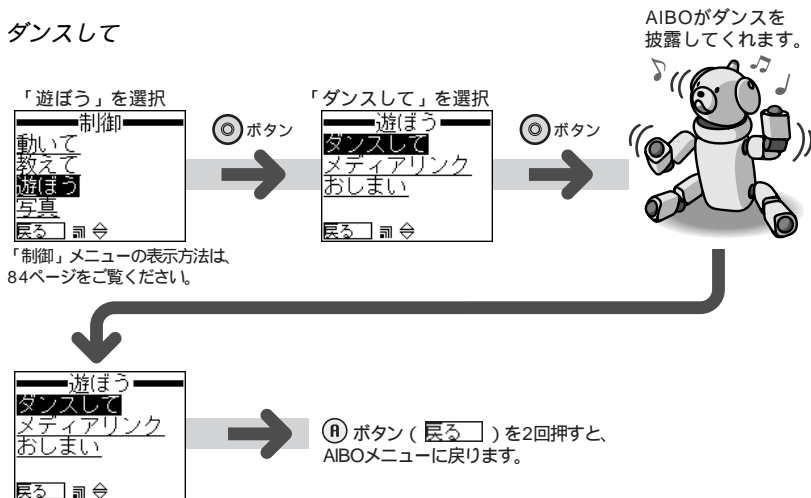 ダンスして
AIBOがダンスを
披露してくれます。
「遊ぼう」を選択
制御
動いて
教えて
遊ぼう
写真
戻る
「制御」メニューの表示方法は、
84ページをご覧ください。
ボタン
「ダンスして」を選択
遊ぼう
ダンスして
メディアリンク
おしまい
戻る
ボタン
遊ぼう
ダンスして
メディアリンク
おしまい
戻る
A ボタン ( 戻る ) を2回押すと、
AIBOメニューに戻ります。